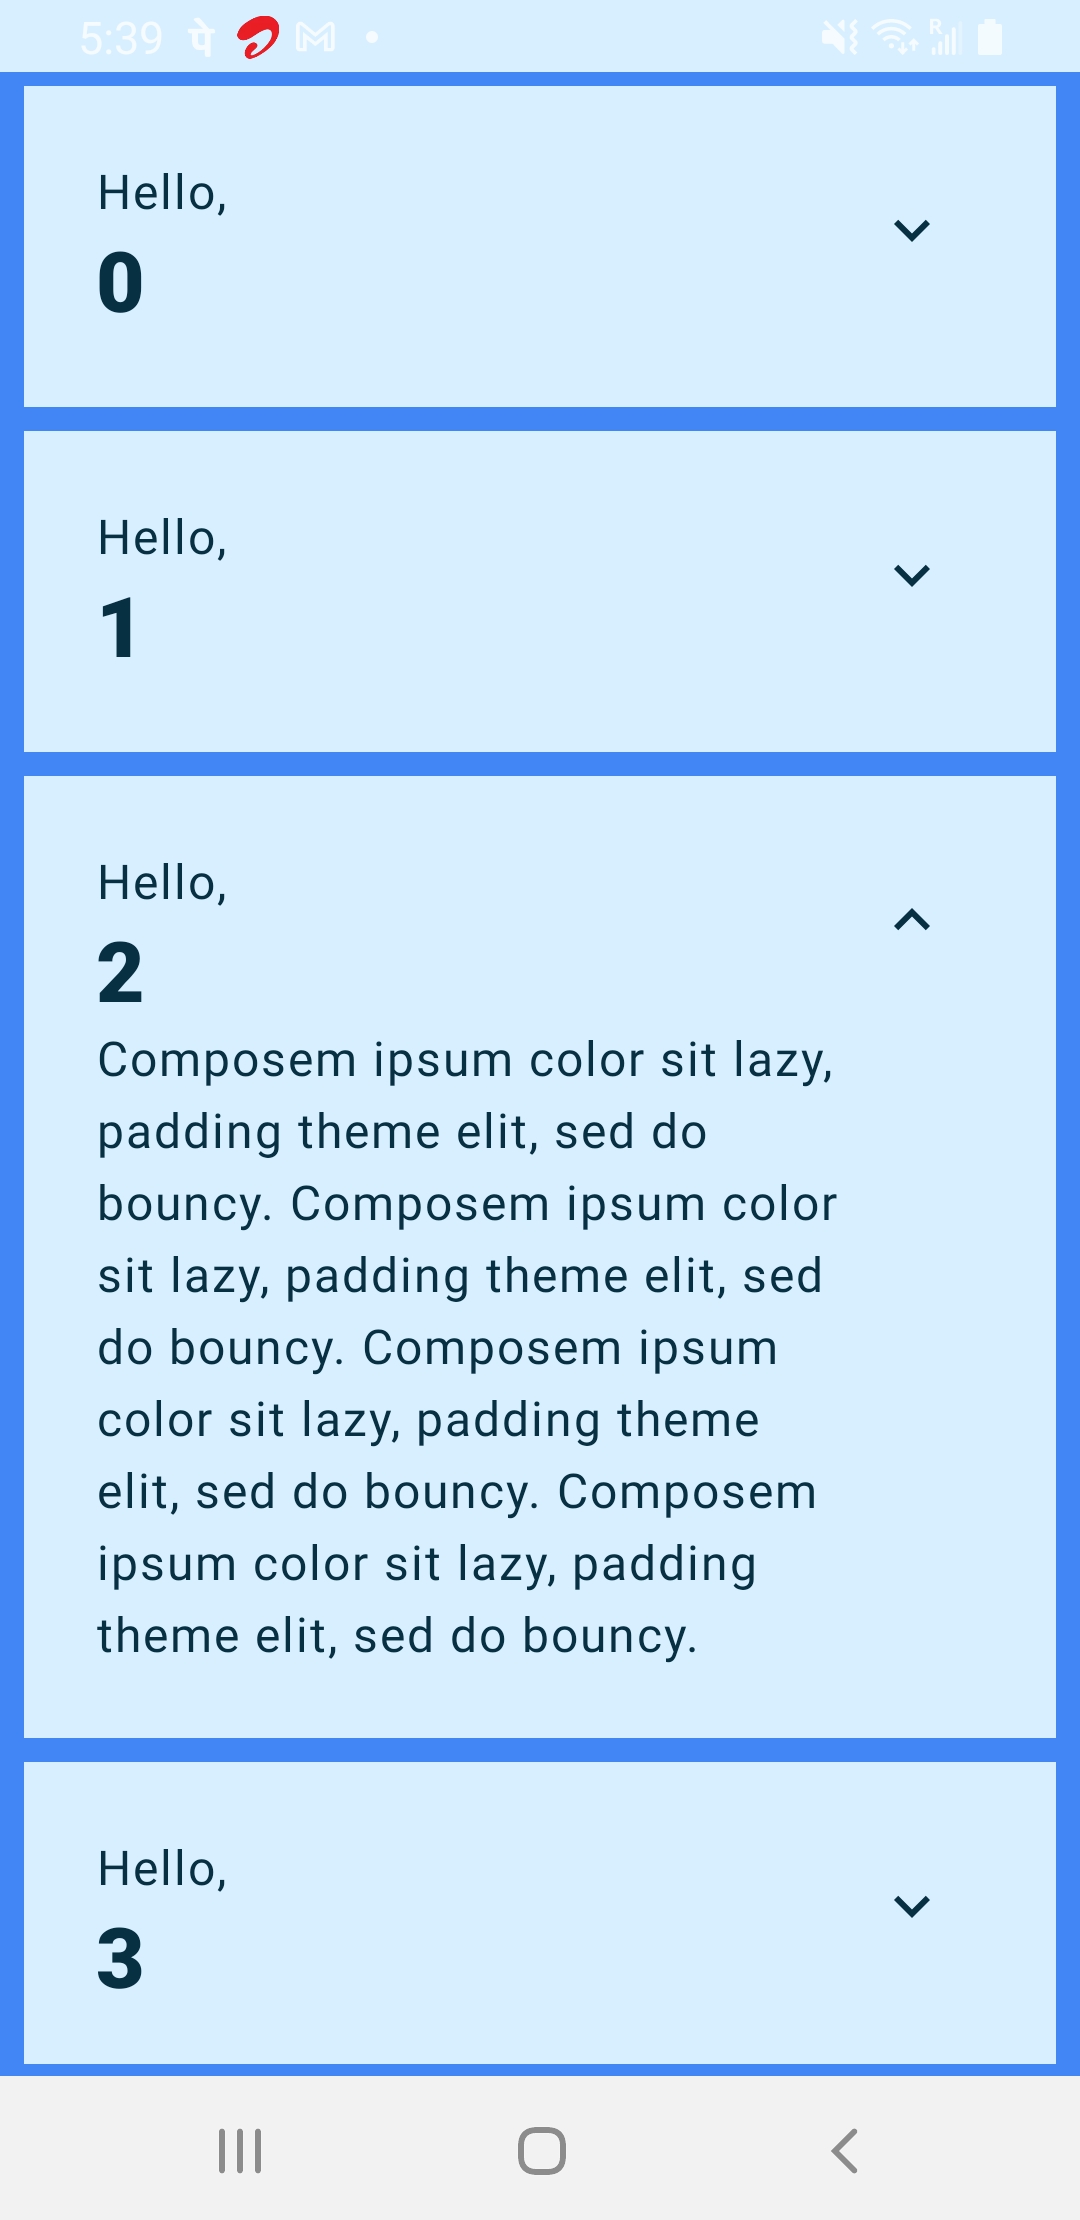 5:39 पे R
Hello,
0
Hello,
1
Hello,
2
Composem ipsum color sit lazy,
padding theme elit, sed do
bouncy. Composem ipsum color
sit lazy, padding theme elit, sed
do bouncy. Composem ipsum
color sit lazy, padding theme
elit, sed do bouncy. Composem
ipsum color sit lazy, padding
theme elit, sed do bouncy.
Hello,
3